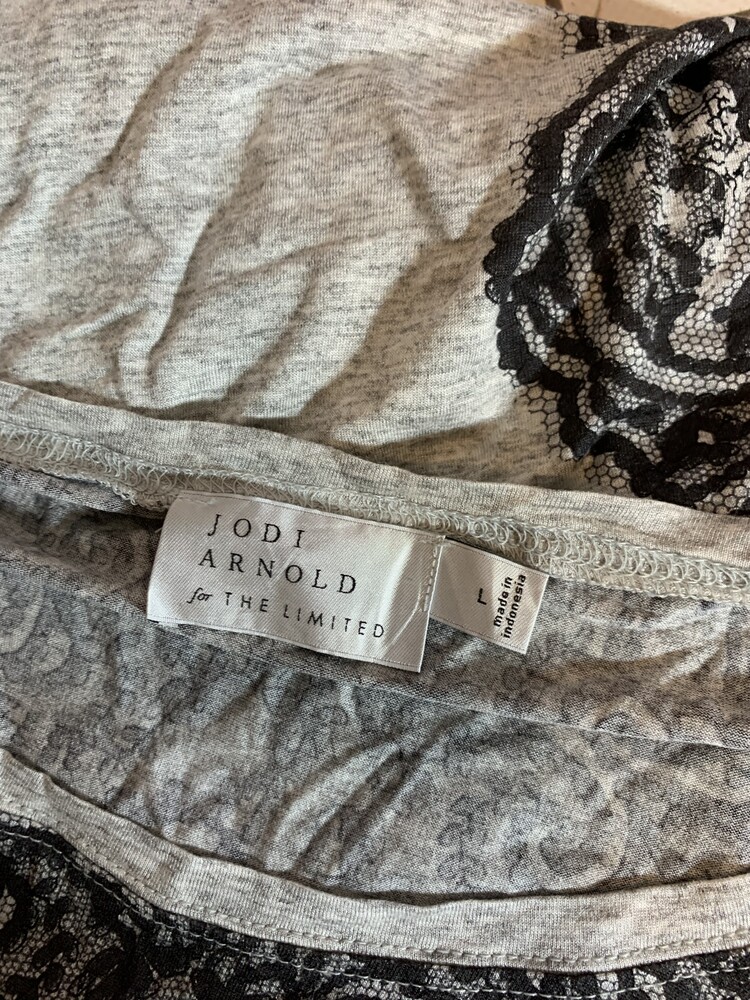 JODI
ARNOLD
for THE LIMITED
L
made in
indonesia